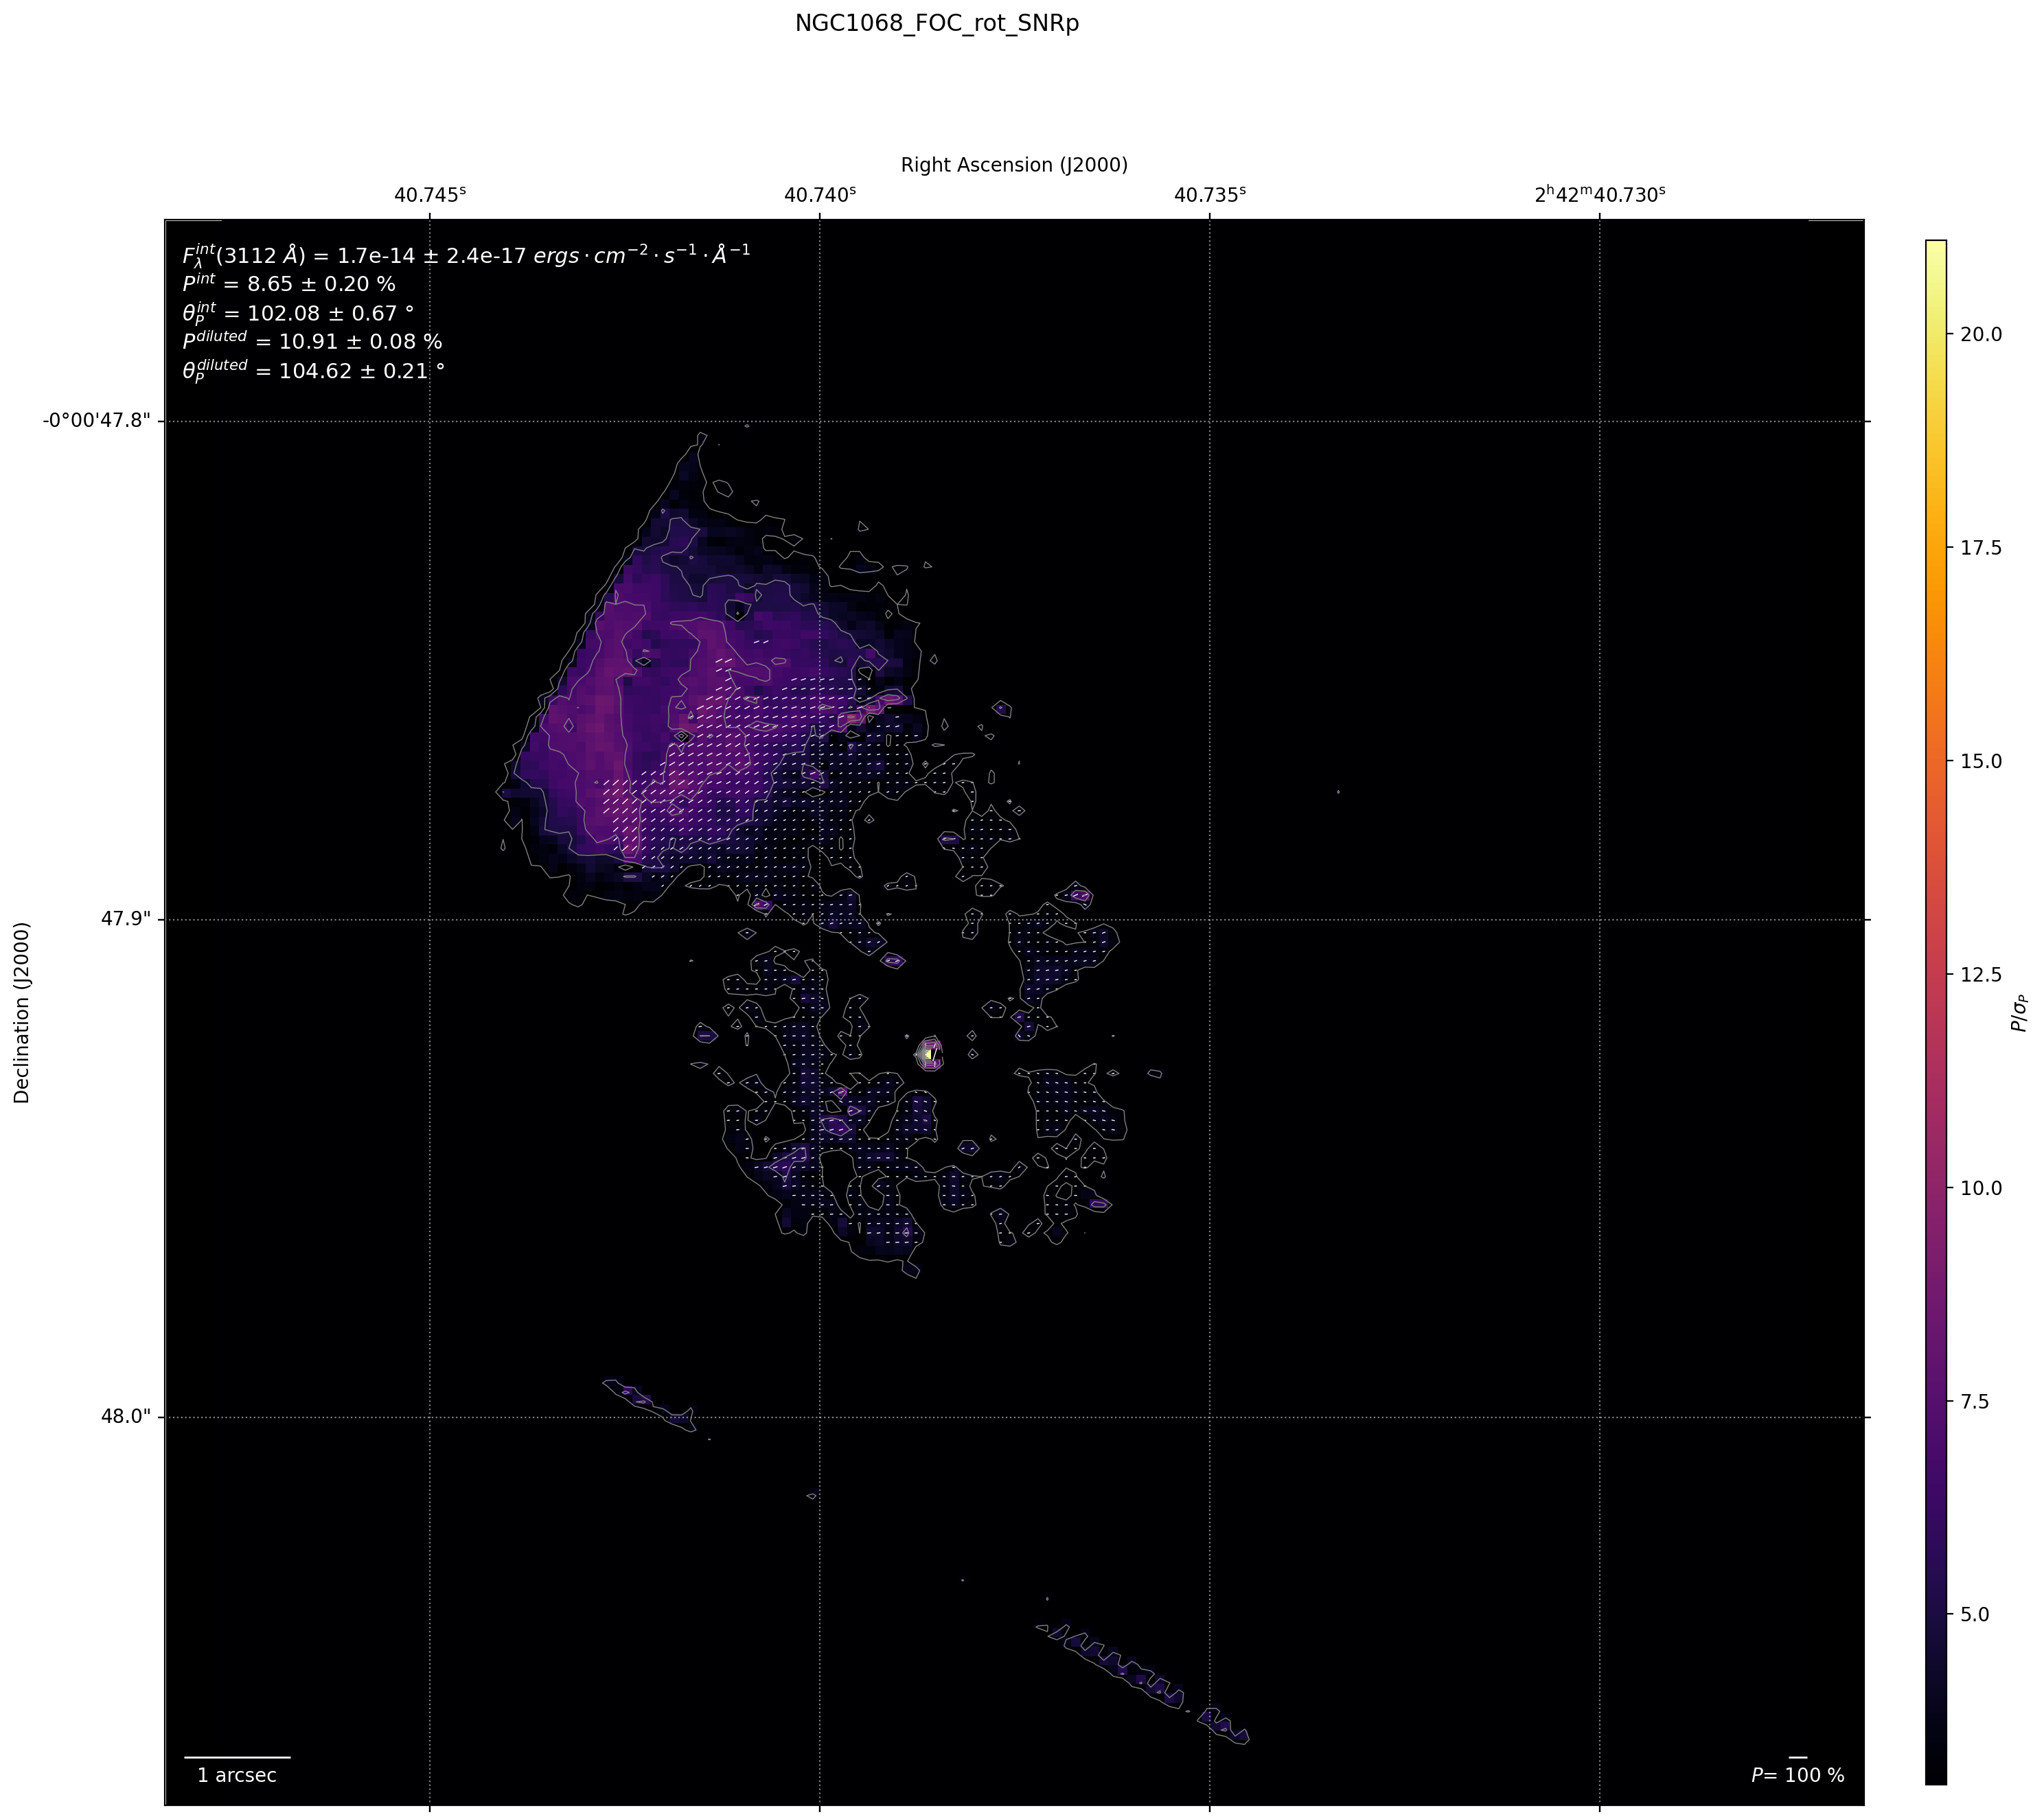 NGC1068_FOC_rot_SNRp
Right Ascension (J2000)
40.745ˢ 40.740ˢ 40.735ˢ 2ʰ42ᵐ40.730ˢ
F_λ^int(3112 Å) = 1.7e-14 ± 2.4e-17 ergs · cm⁻² · s⁻¹ · Å⁻¹
P^int = 8.65 ± 0.20 %
θ_P^int = 102.08 ± 0.67 °
P^diluted = 10.91 ± 0.08 %
θ_P^diluted = 104.62 ± 0.21 °
-0°00'47.8"
47.9"
48.0"
Declination (J2000)
1 arcsec
P= 100 %
20.0
17.5
15.0
12.5
10.0
7.5
5.0
P/σ_P